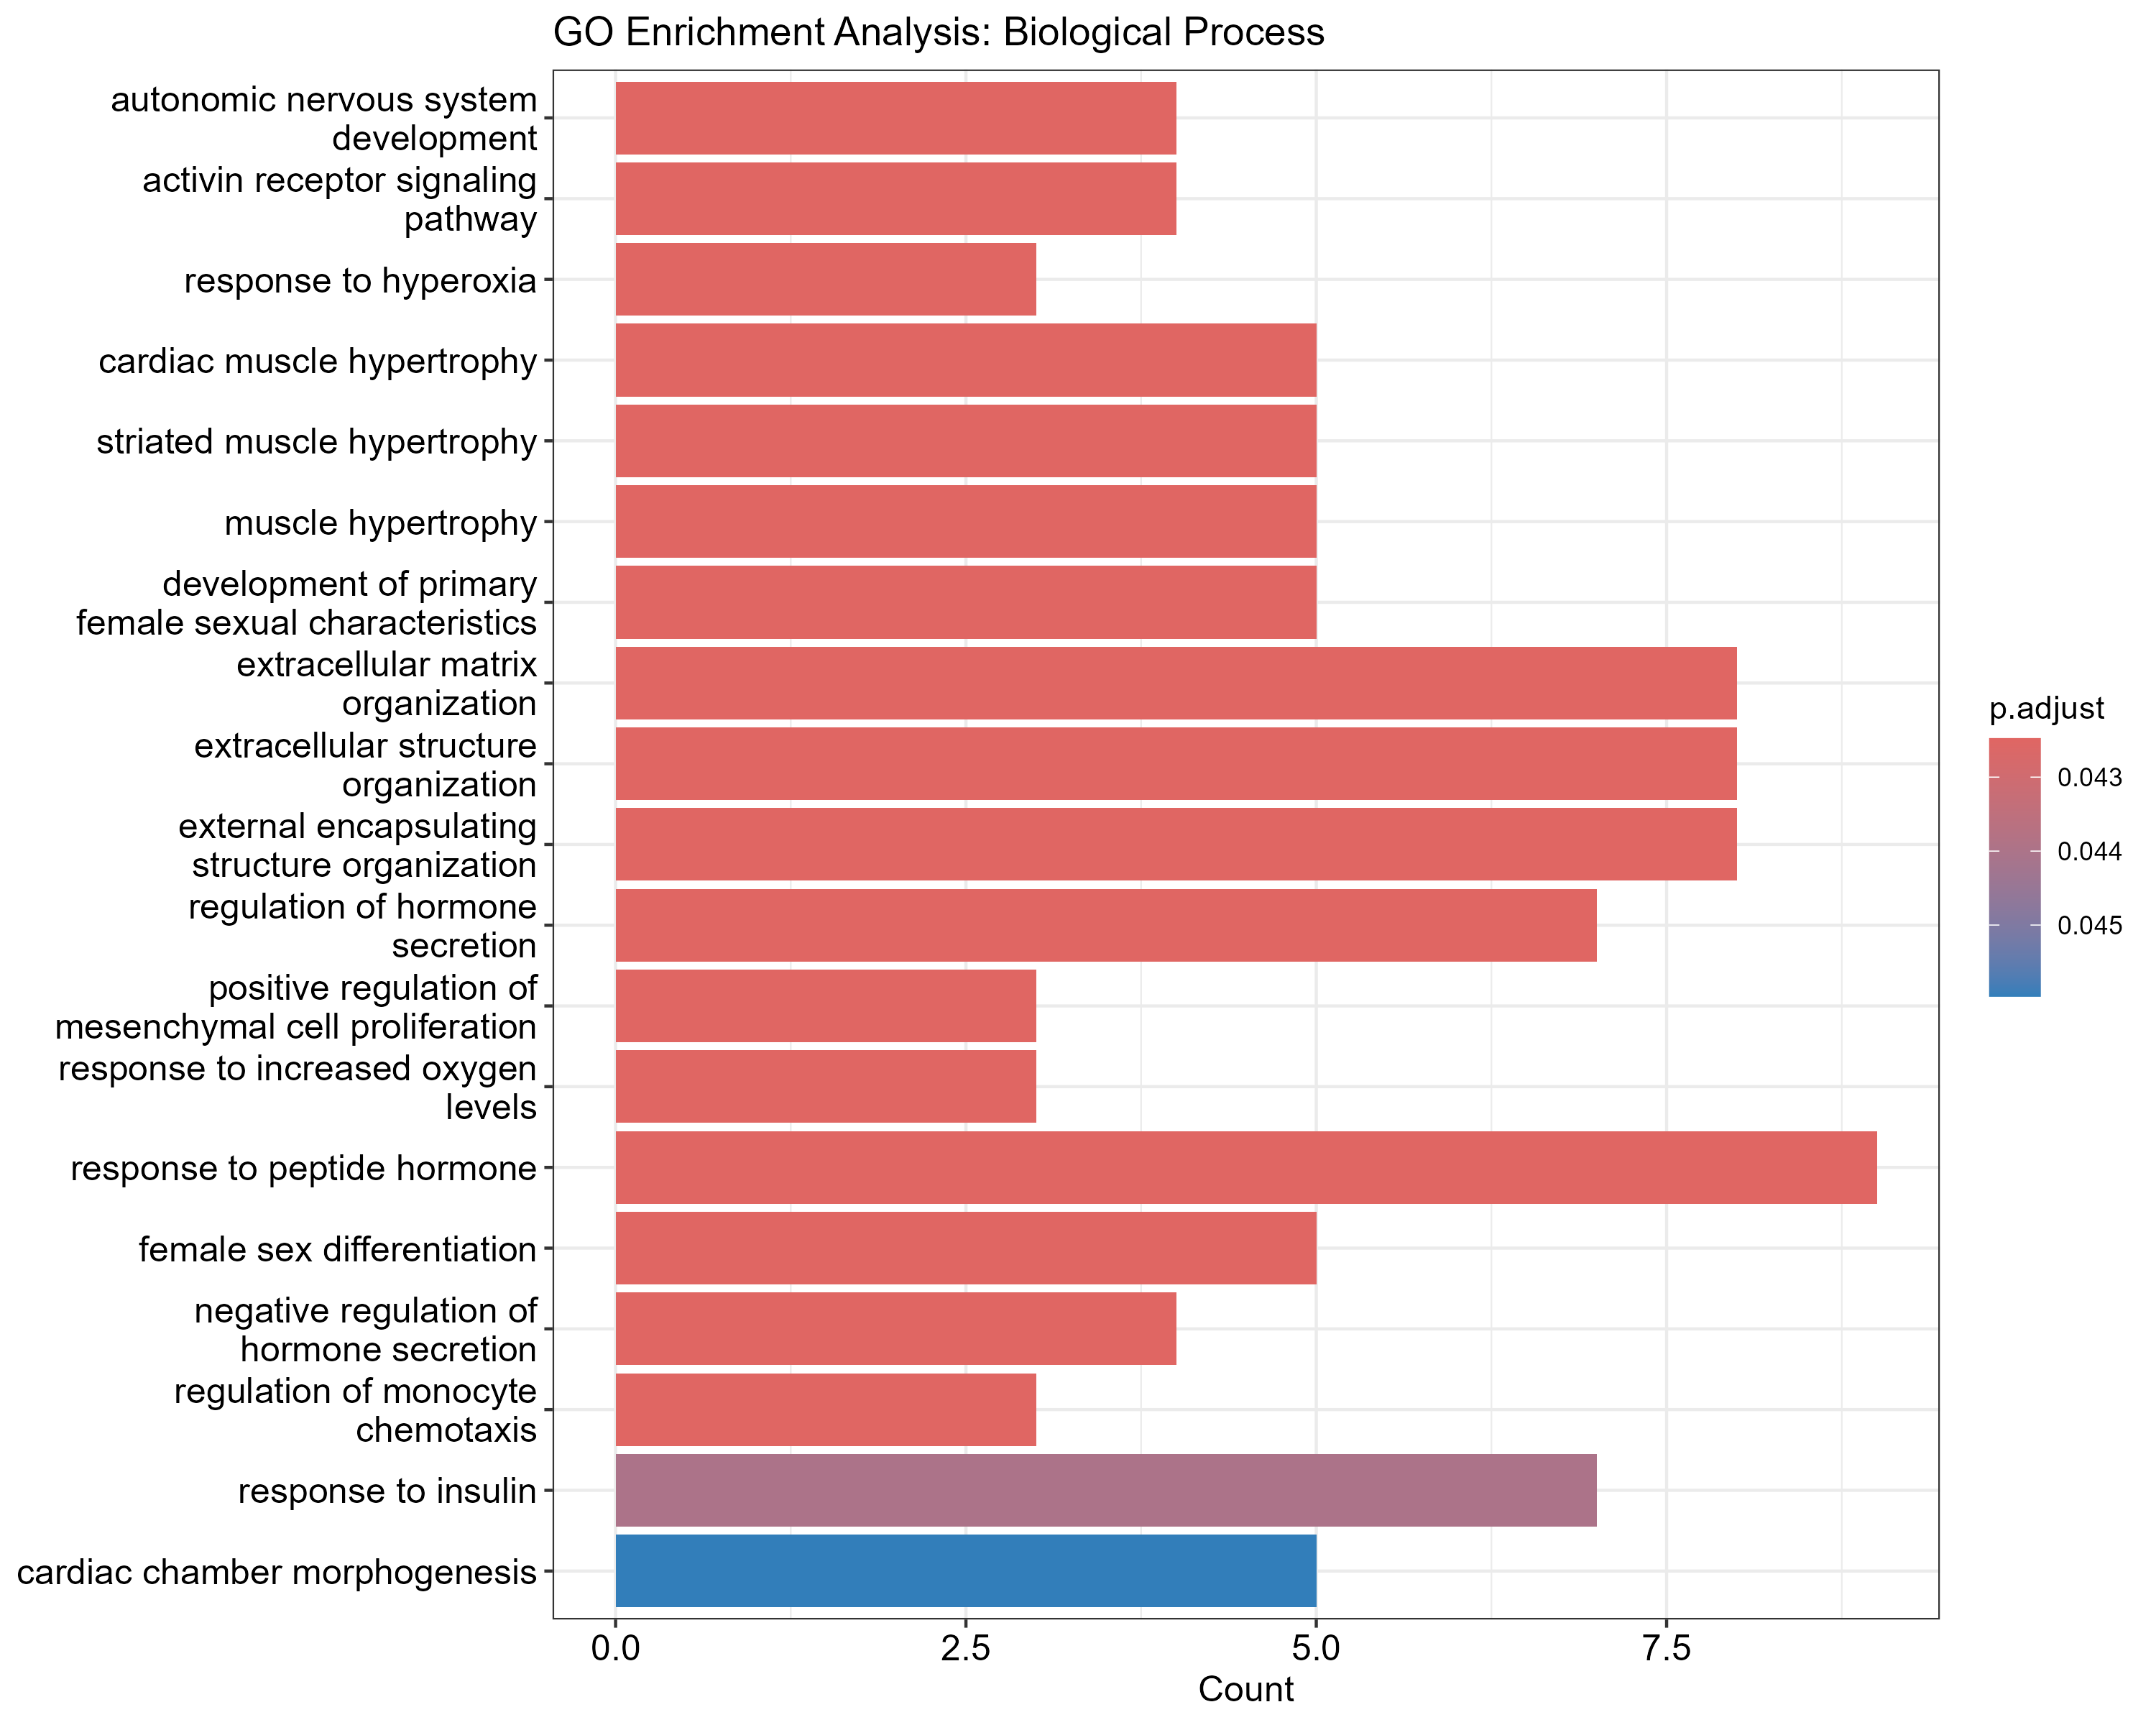 GO Enrichment Analysis: Biological Process
autonomic nervous system
development
activin receptor signaling
pathway
response to hyperoxia
cardiac muscle hypertrophy
striated muscle hypertrophy
muscle hypertrophy
development of primary
female sexual characteristics
extracellular matrix
organization
extracellular structure
organization
external encapsulating
structure organization
regulation of hormone
secretion
positive regulation of
mesenchymal cell proliferation
response to increased oxygen
levels
response to peptide hormone
female sex differentiation
negative regulation of
hormone secretion
regulation of monocyte
chemotaxis
response to insulin
cardiac chamber morphogenesis
0.0 2.5 5.0 7.5
Count
p.adjust
0.043
0.044
0.045